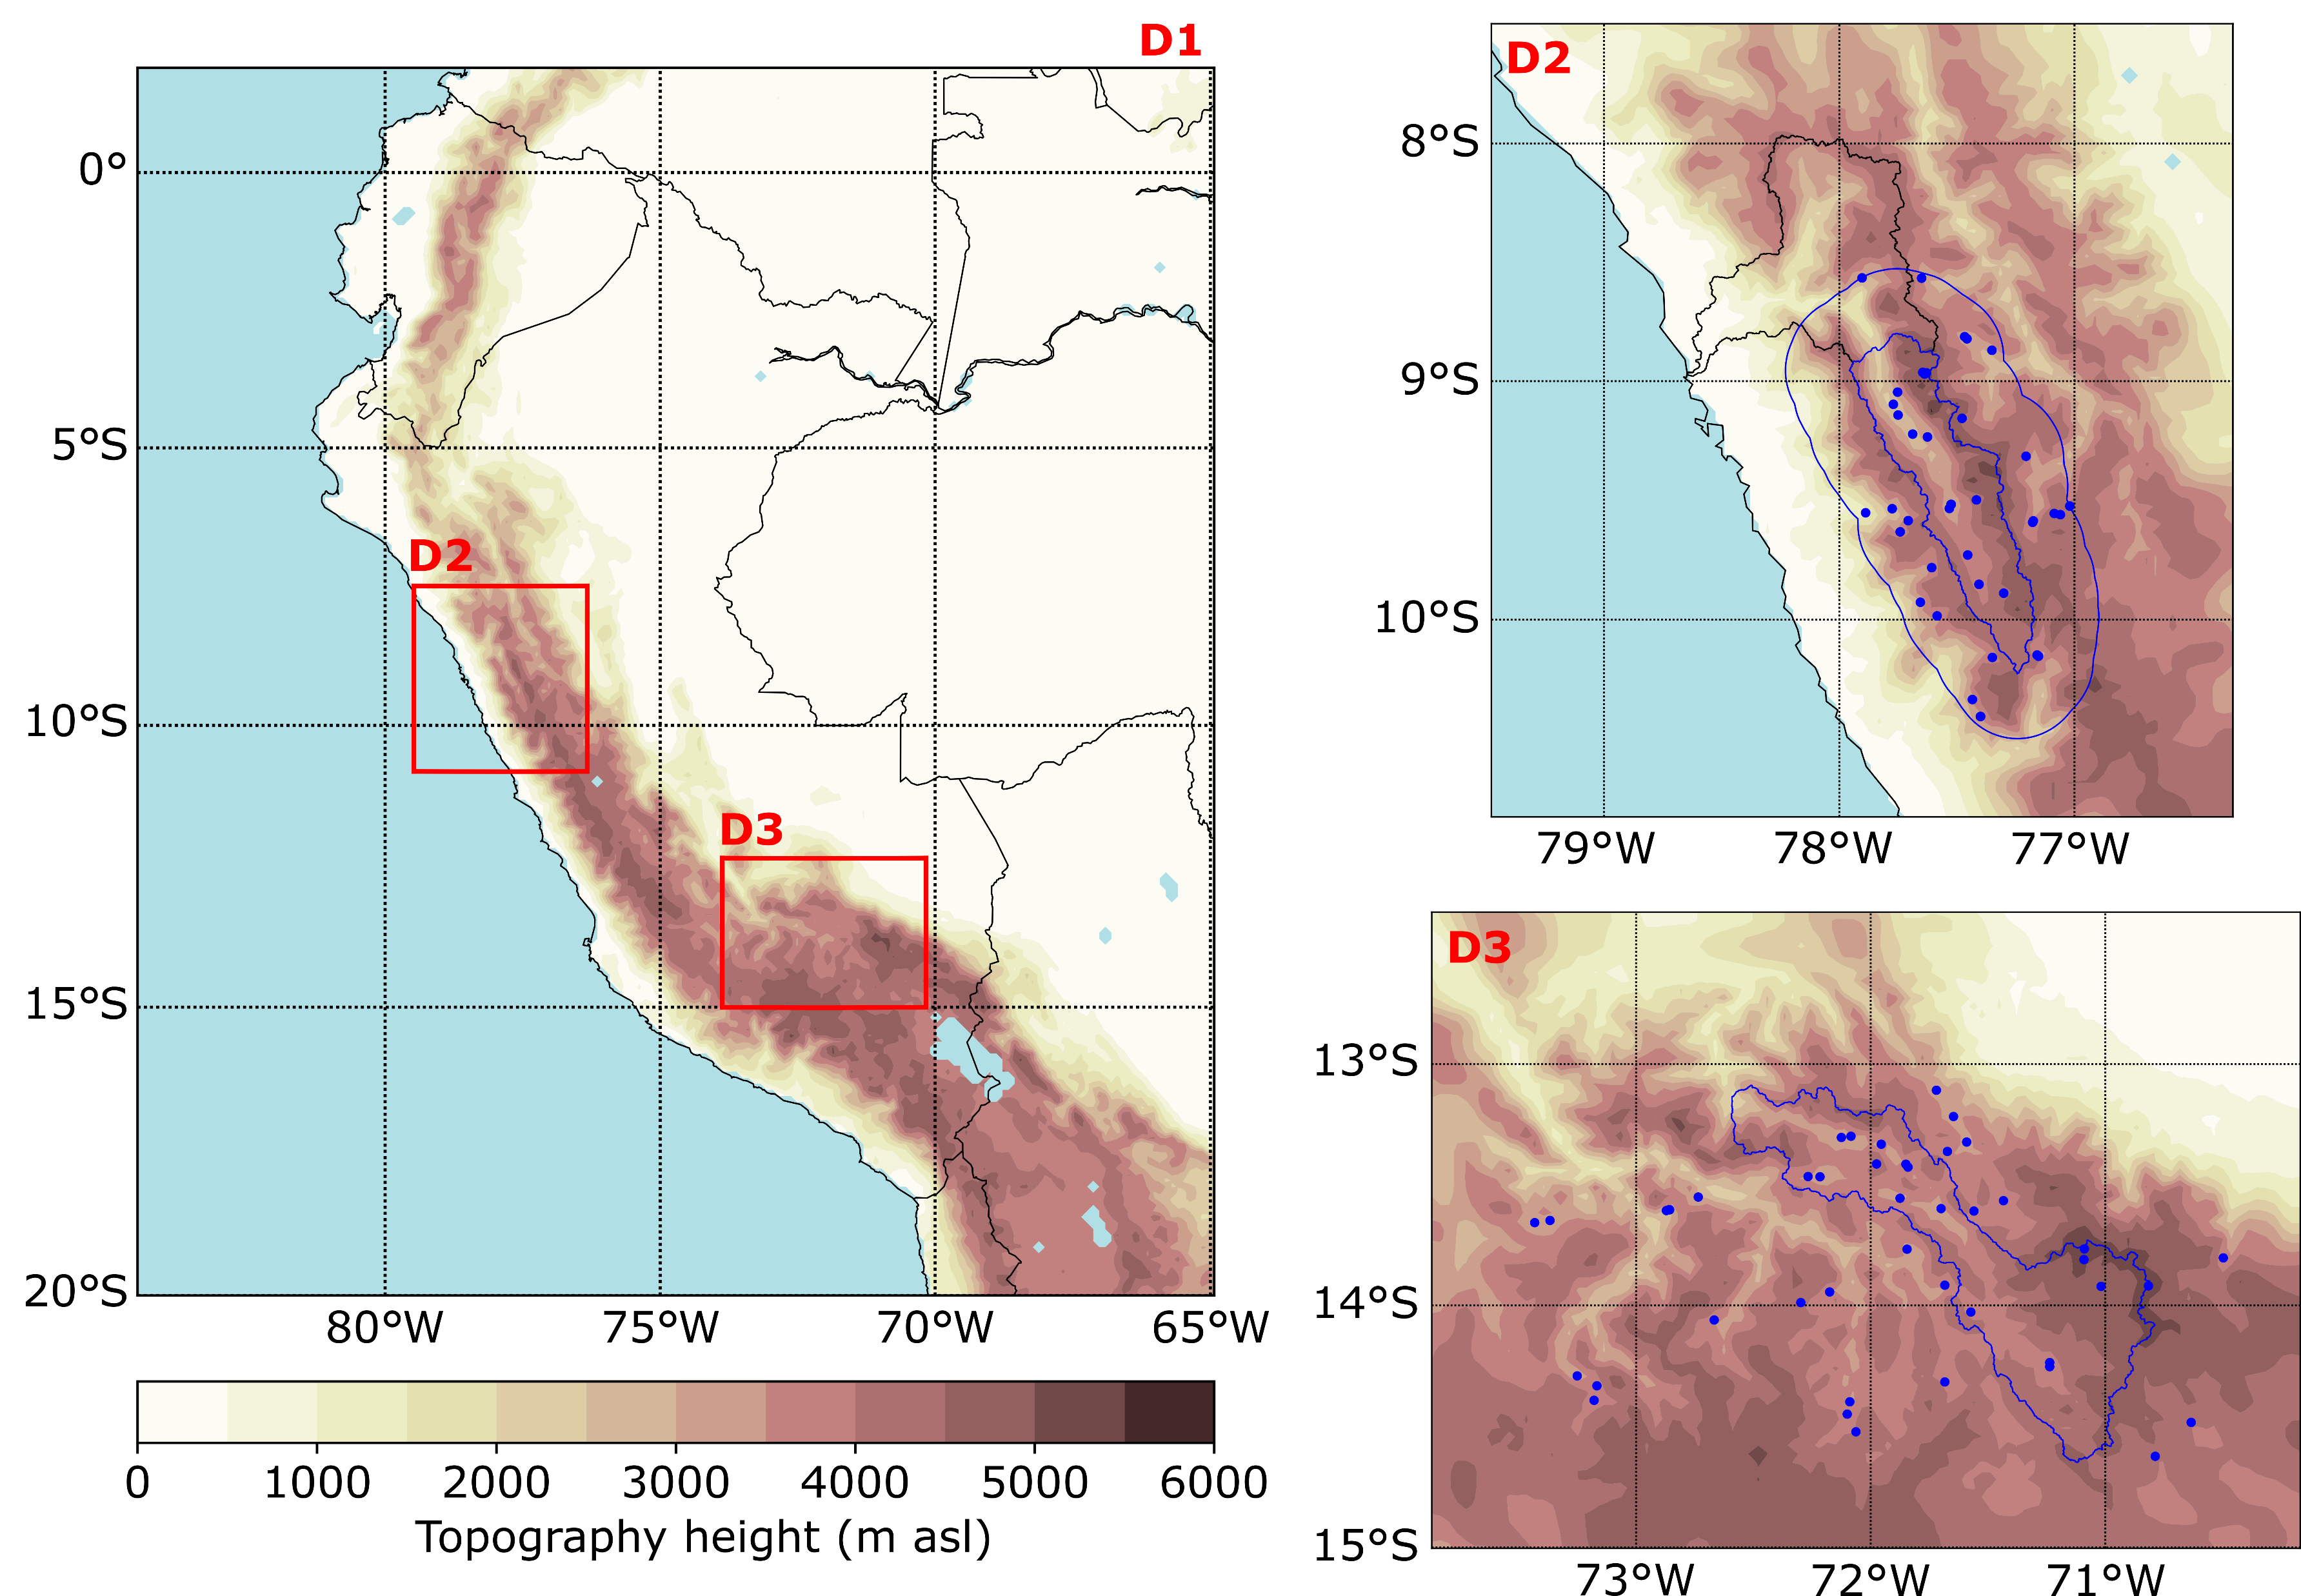 D1
0°
5°S
D2
10°S
D3
15°S
20°S
80°W 75°W 70°W 65°W
0 1000 2000 3000 4000 5000 6000
Topography height (m asl)
D2
8°S
9°S
10°S
79°W 78°W 77°W
D3
13°S
14°S
15°S
73°W 72°W 71°W